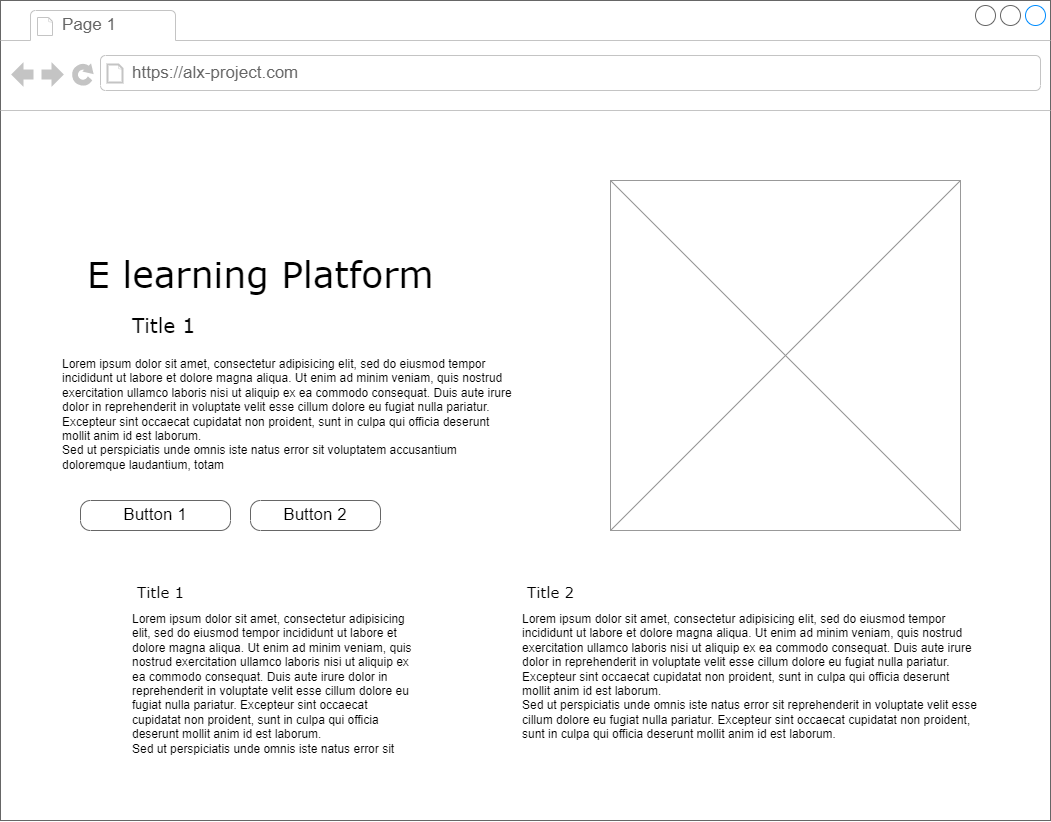 Page 1
https://alx-project.com
E learning Platform
Title 1
Lorem ipsum dolor sit amet, consectetur adipisicing elit, sed do eiusmod tempor
incididunt ut labore et dolore magna aliqua. Ut enim ad minim veniam, quis nostrud
exercitation ullamco laboris nisi ut aliquip ex ea commodo consequat. Duis aute irure
dolor in reprehenderit in voluptate velit esse cillum dolore eu fugiat nulla pariatur.
Excepteur sint occaecat cupidatat non proident, sunt in culpa qui officia deserunt
mollit anim id est laborum.
Sed ut perspiciatis unde omnis iste natus error sit voluptatem accusantium
doloremque laudantium, totam
Button 1
Button 2
Title 1
Lorem ipsum dolor sit amet, consectetur adipisicing
elit, sed do eiusmod tempor incididunt ut labore et
dolore magna aliqua. Ut enim ad minim veniam, quis
nostrud exercitation ullamco laboris nisi ut aliquip ex
ea commodo consequat. Duis aute irure dolor in
reprehenderit in voluptate velit esse cillum dolore eu
fugiat nulla pariatur. Excepteur sint occaecat
cupidatat non proident, sunt in culpa qui officia
deserunt mollit anim id est laborum.
Sed ut perspiciatis unde omnis iste natus error sit
Title 2
Lorem ipsum dolor sit amet, consectetur adipisicing elit, sed do eiusmod tempor
incididunt ut labore et dolore magna aliqua. Ut enim ad minim veniam, quis nostrud
exercitation ullamco laboris nisi ut aliquip ex ea commodo consequat. Duis aute irure
dolor in reprehenderit in voluptate velit esse cillum dolore eu fugiat nulla pariatur.
Excepteur sint occaecat cupidatat non proident, sunt in culpa qui officia deserunt
mollit anim id est laborum.
Sed ut perspiciatis unde omnis iste natus error sit reprehenderit in voluptate velit esse
cillum dolore eu fugiat nulla pariatur. Excepteur sint occaecat cupidatat non proident,
sunt in culpa qui officia deserunt mollit anim id est laborum.